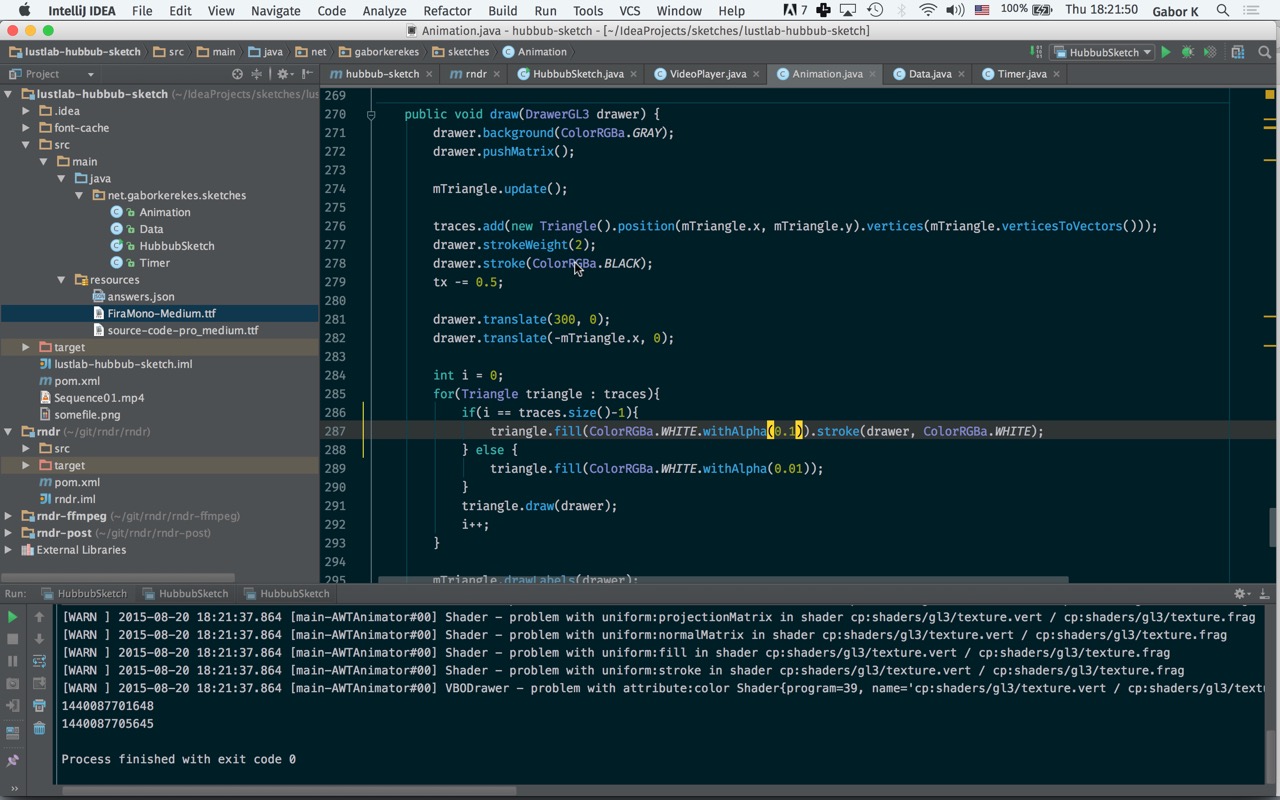 IntelliJ IDEA File Edit View Navigate Code Analyze Refactor Build Run Tools VCS Window Help 7 100% Thu 18:21:50 Gabor K
Animation.java - hubbub-sketch - [~/IdeaProjects/sketches/lustlab-hubbub-sketch]
lustlab-hubbub-sketch src main java net gaborkerekes sketches Animation HubbubSketch
Project hubbub-sketch rndr HubbubSketch.java VideoPlayer.java Animation.java Data.java Timer.java
lustlab-hubbub-sketch (~/IdeaProjects/sketches/lus
.idea
font-cache
src
main
java
net.gaborkerekes.sketches
Animation
Data
HubbubSketch
Timer
resources
answers.json
FiraMono-Medium.ttf
source-code-pro_medium.ttf
target
lustlab-hubbub-sketch.iml
pom.xml
Sequence01.mp4
somefile.png
rndr (~/git/rndr/rndr)
src
target
pom.xml
rndr.iml
rndr-ffmpeg (~/git/rndr/rndr-ffmpeg)
rndr-post (~/git/rndr/rndr-post)
External Libraries
269
270 public void draw(DrawerGL3 drawer) {
271 drawer.background(ColorRGBa.GRAY);
272 drawer.pushMatrix();
273
274 mTriangle.update();
275
276 traces.add(new Triangle().position(mTriangle.x, mTriangle.y).vertices(mTriangle.verticesToVectors()));
277 drawer.strokeWeight(2);
278 drawer.stroke(ColorRGBa.BLACK);
279 tx -= 0.5;
280
281 drawer.translate(300, 0);
282 drawer.translate(-mTriangle.x, 0);
283
284 int i = 0;
285 for(Triangle triangle : traces){
286 if(i == traces.size()-1){
287 triangle.fill(ColorRGBa.WHITE.withAlpha(0.1)).stroke(drawer, ColorRGBa.WHITE);
288 } else {
289 triangle.fill(ColorRGBa.WHITE.withAlpha(0.01));
290 }
291 triangle.draw(drawer);
292 i++;
293 }
294
295 mTriangle.drawLabels(drawer);
Run: HubbubSketch HubbubSketch HubbubSketch
[WARN ] 2015-08-20 18:21:37.864 [main-AWTAnimator#00] Shader – problem with uniform:projectionMatrix in shader cp:shaders/gl3/texture.vert / cp:shaders/gl3/texture.frag
[WARN ] 2015-08-20 18:21:37.864 [main-AWTAnimator#00] Shader – problem with uniform:normalMatrix in shader cp:shaders/gl3/texture.vert / cp:shaders/gl3/texture.frag
[WARN ] 2015-08-20 18:21:37.864 [main-AWTAnimator#00] Shader – problem with uniform:fill in shader cp:shaders/gl3/texture.vert / cp:shaders/gl3/texture.frag
[WARN ] 2015-08-20 18:21:37.864 [main-AWTAnimator#00] Shader – problem with uniform:stroke in shader cp:shaders/gl3/texture.vert / cp:shaders/gl3/texture.frag
[WARN ] 2015-08-20 18:21:37.864 [main-AWTAnimator#00] VBODrawer – problem with attribute:color Shader{program=39, name='cp:shaders/gl3/texture.vert / cp:shaders/gl3/text
1440087701648
1440087705645
Process finished with exit code 0